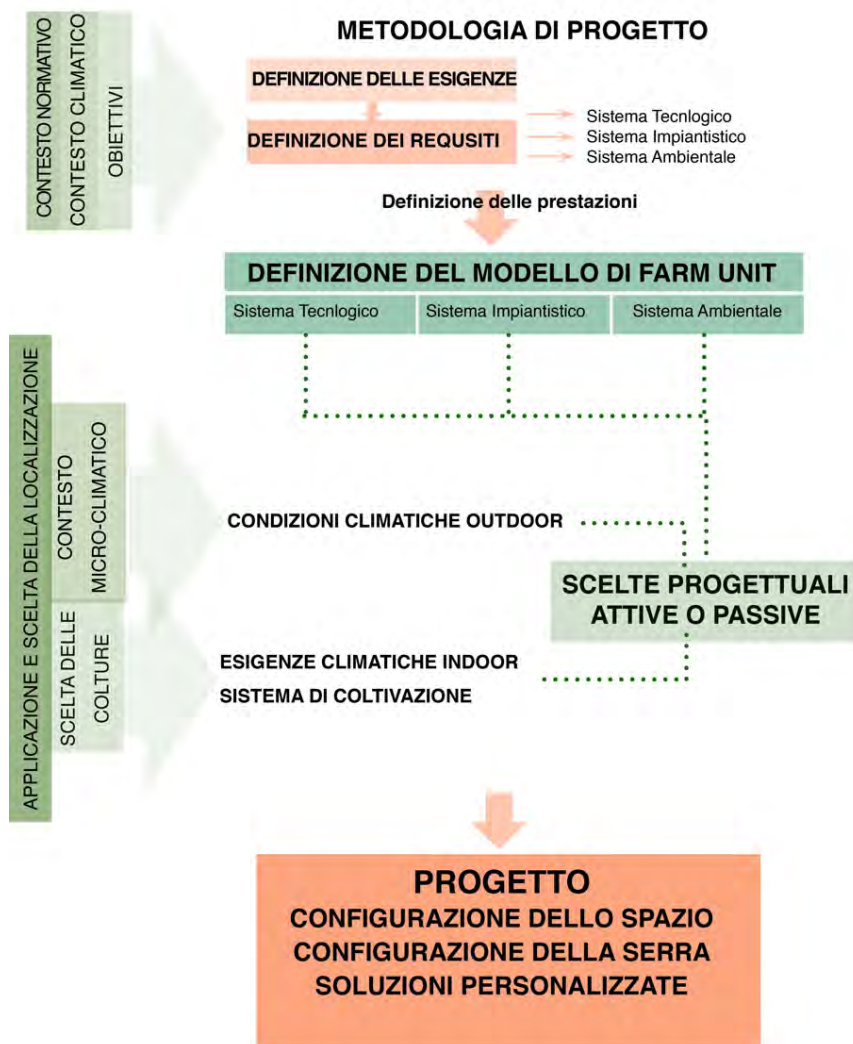 METODOLOGIA DI PROGETTO
CONTESTO NORMATIVO
CONTESTO CLIMATICO
OBIETTIVI
DEFINIZIONE DELLE ESIGENZE
DEFINIZIONE DEI REQUSITI
Sistema Tecnlogico
Sistema Impiantistico
Sistema Ambientale
Definizione delle prestazioni
DEFINIZIONE DEL MODELLO DI FARM UNIT
Sistema Tecnlogico
Sistema Impiantistico
Sistema Ambientale
APPLICAZIONE E SCELTA DELLA LOCALIZZAZIONE
CONTESTO
MICRO-CLIMATICO
CONDIZIONI CLIMATICHE OUTDOOR
SCELTE PROGETTUALI
ATTIVE O PASSIVE
SCELTA DELLE
COLTURE
ESIGENZE CLIMATICHE INDOOR
SISTEMA DI COLTIVAZIONE
PROGETTO
CONFIGURAZIONE DELLO SPAZIO
CONFIGURAZIONE DELLA SERRA
SOLUZIONI PERSONALIZZATE